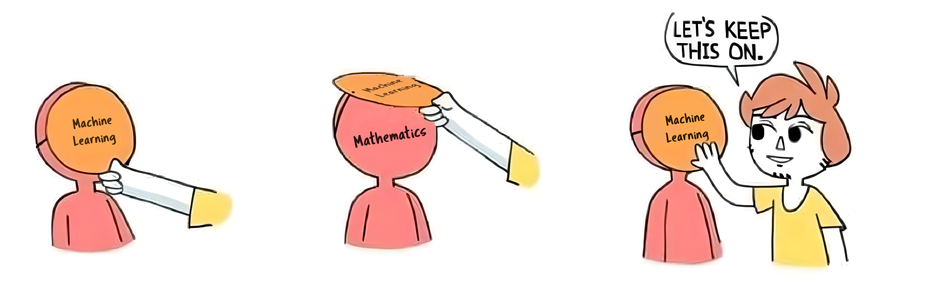 Machine
Learning
Machine
Learning
Mathematics
LET'S KEEP
THIS ON.
Machine
Learning